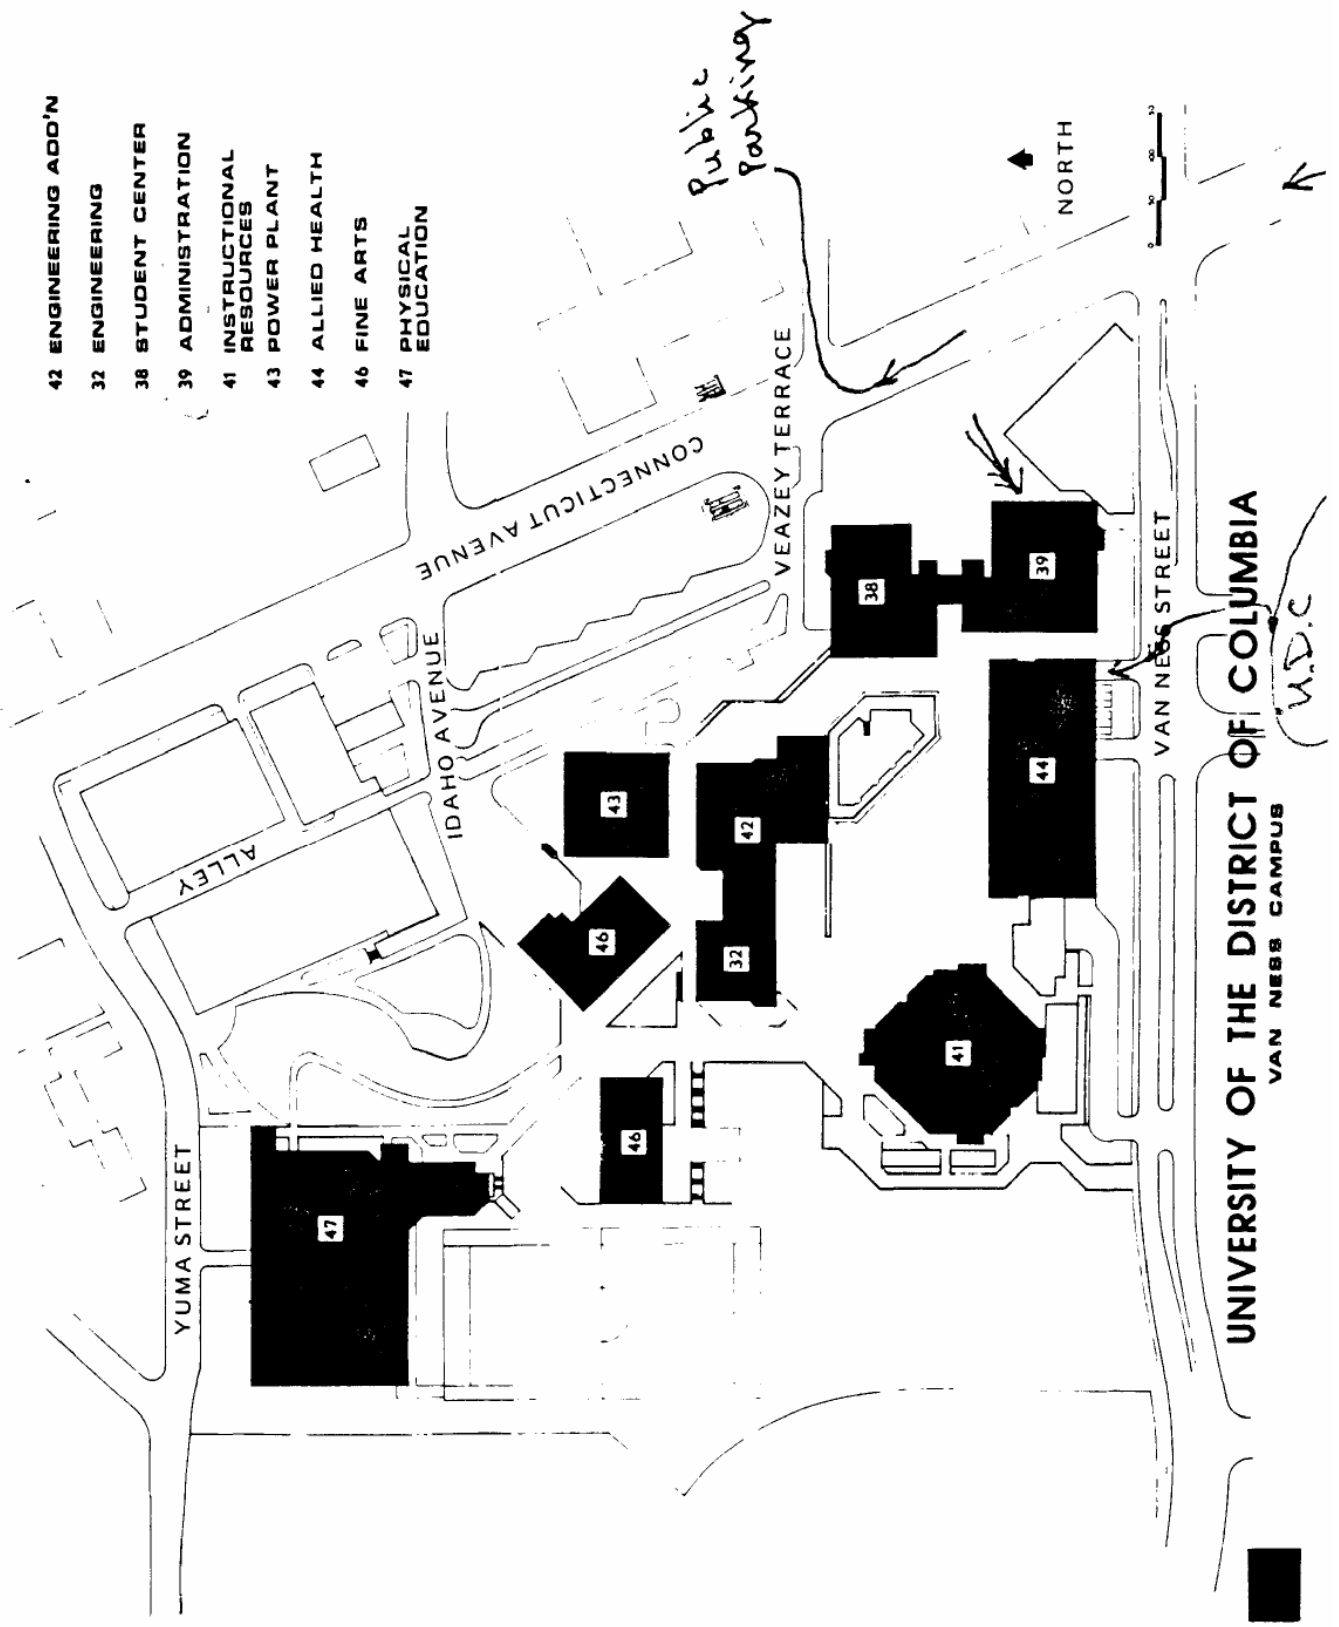 42 ENGINEERING ADD'N
32 ENGINEERING
38 STUDENT CENTER
39 ADMINISTRATION
41 INSTRUCTIONAL
RESOURCES
43 POWER PLANT
44 ALLIED HEALTH
46 FINE ARTS
47 PHYSICAL
EDUCATION
Public
Parking
NORTH
CONNECTICUT AVENUE
VEAZEY TERRACE
IDAHO AVENUE
ALLEY
YUMA STREET
VAN NESS STREET
38
39
43
42
44
46
32
41
46
47
UNIVERSITY OF THE DISTRICT OF COLUMBIA
VAN NESS CAMPUS
U.D.C